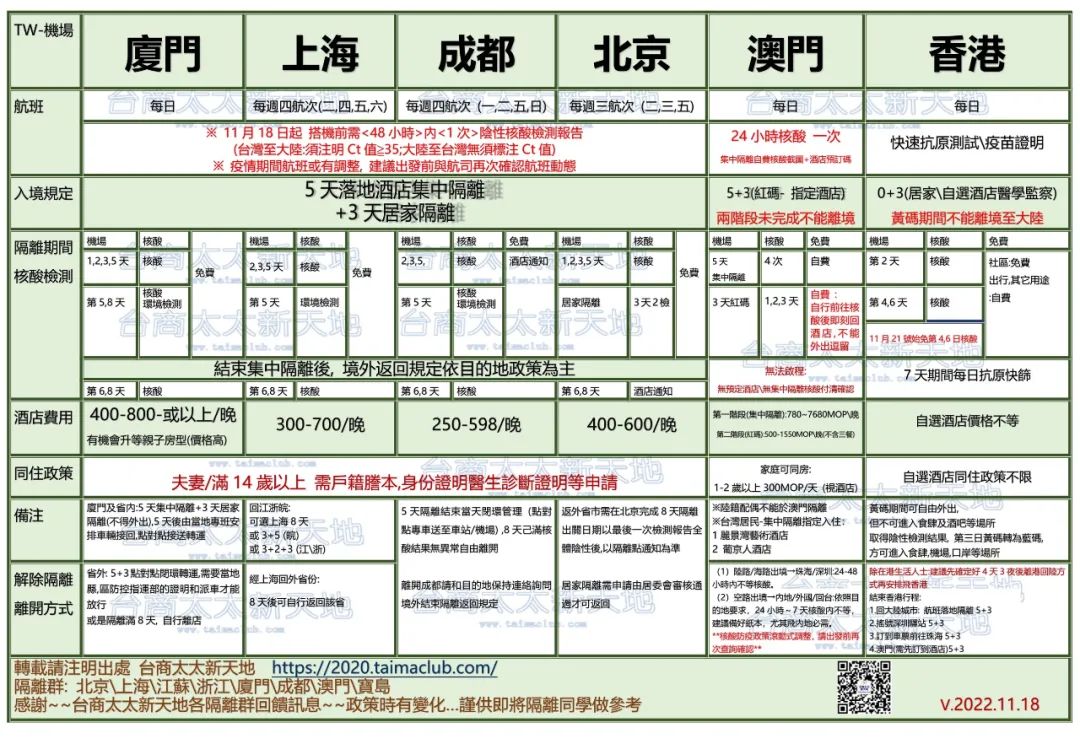 TW-機場
廈門
上海
成都
北京
澳門
香港
航班
每日
每週四航次(二,四,五,六)
每週四航次 (一,二,五,日)
每週三航次 (二,三,五)
每日
每日
※ 11 月 18 日起 搭機前需<48 小時>內<1 次>陰性核酸檢測報告
(台灣至大陸:須注明 Ct 值≧35;大陸至台灣無須標注 Ct 值)
※ 疫情期間航班或有調整, 建議出發前與航司再次確認航班動態
24 小時核酸 一次
集中隔離自費核酸截圖+酒店預訂碼
快速抗原測試\疫苗證明
入境規定
5 天落地酒店集中隔離
+3 天居家隔離
5+3(紅碼- 指定酒店)
兩階段未完成不能離境
0+3(居家\自選酒店醫學監察)
黃碼期間不能離境至大陸
隔離期間
核酸檢測
機場
核酸
免費
1,2,3,5 天
核酸
第 5,8 天
核酸
環境檢測
機場
核酸
免費
2,3,5 天
核酸
第 5 天
環境檢測
機場
核酸
免費
2,3,5,
核酸
酒店通知
第 5 天
核酸
環境檢測
機場
核酸
免費
1,2,3,5 天
核酸
居家隔離
3 天 2 檢
機場
核酸
免費
5 天
集中隔離
4 次
自費
3 天紅碼
1,2,3 天
自費 :
自行前往核
酸後即刻回
酒店,不能
外出逗留
機場
核酸
免費
第 2 天
核酸
社區:免費
出行,其它用途
:自費
第 4,6 天
核酸
11 月 21 號始免第 4,6 日核酸
結束集中隔離後, 境外返回規定依目的地政策為主
無法啟程:
無預定酒店\無集中隔離核酸付清確認
7 天期間每日抗原快篩
第 6,8 天
核酸
第 6,8 天
核酸
第 6,8 天
核酸
第 6,8 天
酒店通知
酒店費用
400-800-或以上/晚
有機會升等親子房型(價格高)
300-700/晚
250-598/晚
400-600/晚
第一階段(集中隔離):780~7680MOP\晚
第二階段(紅碼):500-1550MOP\晚(不含三餐)
自選酒店價格不等
同住政策
夫妻/滿 14 歲以上 需戶籍謄本,身份證明醫生診斷證明等申請
家庭可同房:
1-2 歲以上 300MOP/天 (視酒店)
自選酒店同住政策不限
備注
廈門及省內:5 天集中隔離+3 天居家
隔離(不得外出),5 天後由當地專班安
排車輛接回,點對點接送轉運
回江浙皖:
可選上海 8 天
或 3+5 (皖)
或 3+2+3 (江\浙)
5 天隔離結束天閉環管理 (點對
點專車送至車站/機場) ,8 天已滿核
酸結果無異常自由離開
返外省市需在北京完成 8 天隔離
出關日期以最後一次檢測報告全
體陰性後,以隔離點通知為準
※陸籍配偶不能於澳門隔離
※台灣居民-集中隔離指定入住:
1 麗景灣藝術酒店
2 葡京人酒店
黃碼期間可自由外出,
但不可進入食肆及酒吧等場所
取得陰性檢測結果, 第三日黃碼轉為藍碼,
方可進入食肆,機場,口岸等場所
解除隔離
離開方式
省外: 5+3 點對點閉環轉運,需要當地
縣,區防控指運部的證明和派車才能
放行
或是隔離滿 8 天, 自行離店
經上海回外省份:
8 天後可自行返回該省
離開成都請和目的地保持連絡詢問
境外結束隔離返回規定
居家隔離需申請由居委會審核通
過才可返回
(1) 陸路/海路出境→珠海/深圳:24-48
小時內不等核酸。
(2) 空路出境→內地/外國/回台:依照目
的地要求, 24 小時~7 天核酸內不等,
建議備好紙本, 尤其飛內地必需。
**核酸防疫政策滾動式調整, 請出發前再
次查詢確認**
除在港生活人士:建議先確定好 4 天 3 夜後離港回陸方
式再安排飛香港
結束香港行程:
1.回大陸城市: 航班落地隔離 5+3
2.搖號深圳驛站 5+3
3.訂到車票前往珠海 5+3
4.澳門(需先訂到酒店)5+3
轉載請注明出處 台商太太新天地 https://2020.taimaclub.com/
隔離群: 北京\上海\江蘇\浙江\廈門\成都\澳門\寶島
感謝~~台商太太新天地各隔離群回饋訊息~~政策時有變化...謹供即將隔離同學做參考
v.2022.11.18